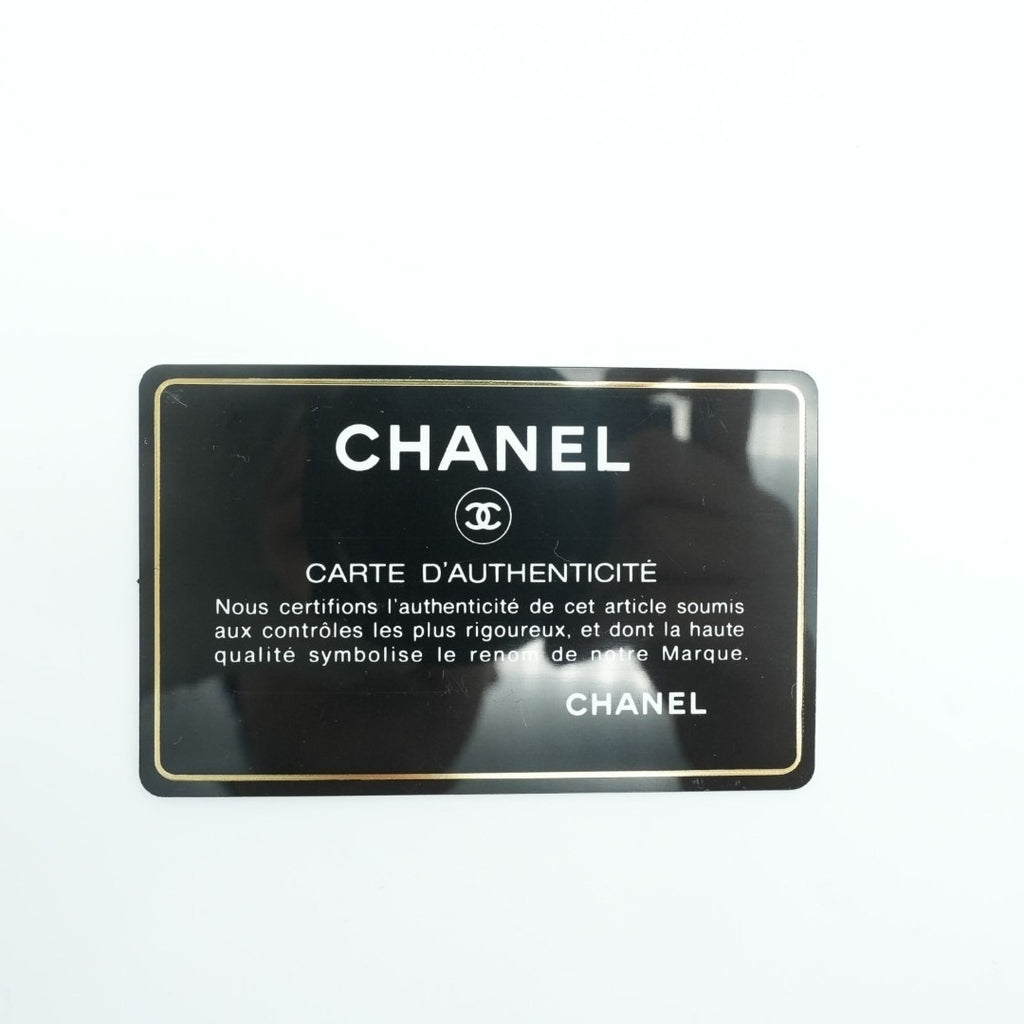 CHANEL
CARTE D'AUTHENTICITÉ
Nous certifions l'authenticité de cet article soumis
aux contrôles les plus rigoureux, et dont la haute
qualité symbolise le renom de notre Marque.
CHANEL